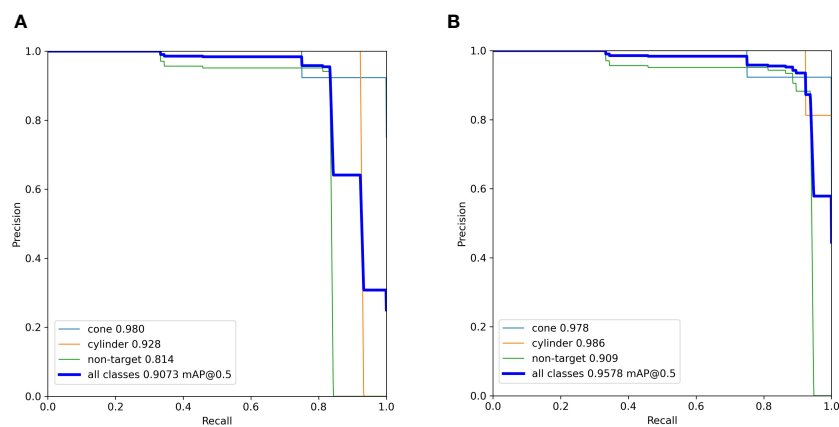 A
1.0
0.8
0.6
0.4
0.2
0.0
Precision
0.0 0.2 0.4 0.6 0.8 1.0
Recall
cone 0.980
cylinder 0.928
non-target 0.814
all classes 0.9073 mAP@0.5
B
1.0
0.8
0.6
0.4
0.2
0.0
Precision
0.0 0.2 0.4 0.6 0.8 1.0
Recall
cone 0.978
cylinder 0.986
non-target 0.909
all classes 0.9578 mAP@0.5